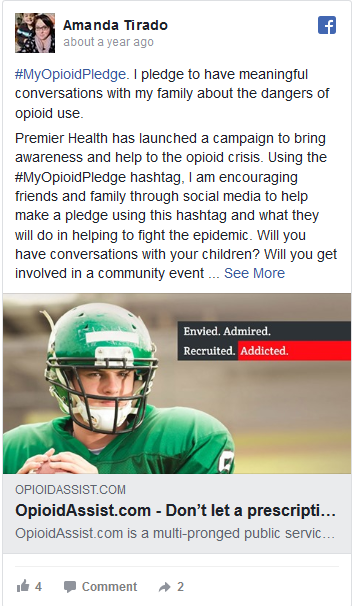 Amanda Tirado
about a year ago
#MyOpioidPledge. I pledge to have meaningful
conversations with my family about the dangers of
opioid use.
Premier Health has launched a campaign to bring
awareness and help to the opioid crisis. Using the
#MyOpioidPledge hashtag, I am encouraging
friends and family through social media to help
make a pledge using this hashtag and what they
will do in helping to fight the epidemic. Will you
have conversations with your children? Will you get
involved in a community event ... See More
Envied. Admired.
Recruited. Addicted.
OPIOIDASSIST.COM
OpioidAssist.com - Don’t let a prescripti...
OpioidAssist.com is a multi-pronged public servic...
4 Comment 2